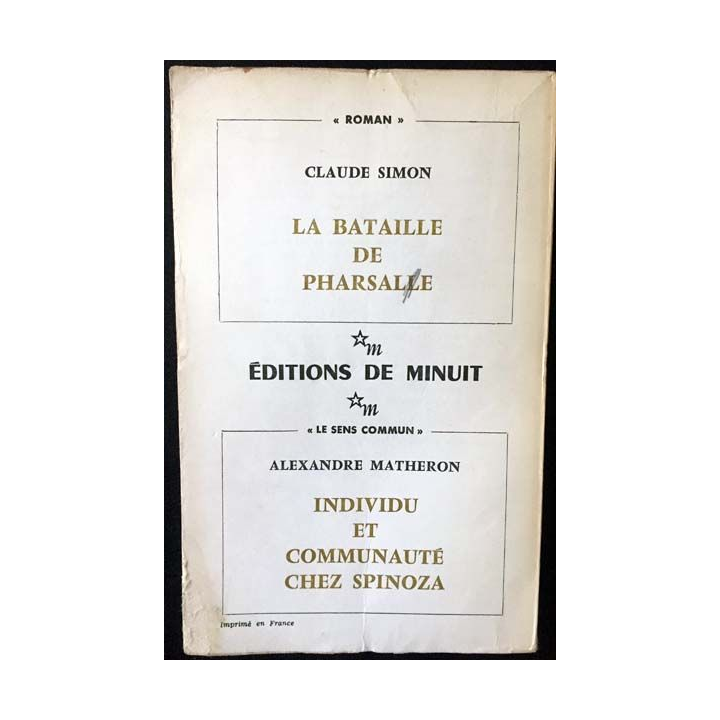 « ROMAN »
CLAUDE SIMON
LA BATAILLE
DE
PHARSALLE
m
ÉDITIONS DE MINUIT
m
« LE SENS COMMUN »
ALEXANDRE MATHERON
INDIVIDU
ET
COMMUNAUTÉ
CHEZ SPINOZA
Imprimé en France